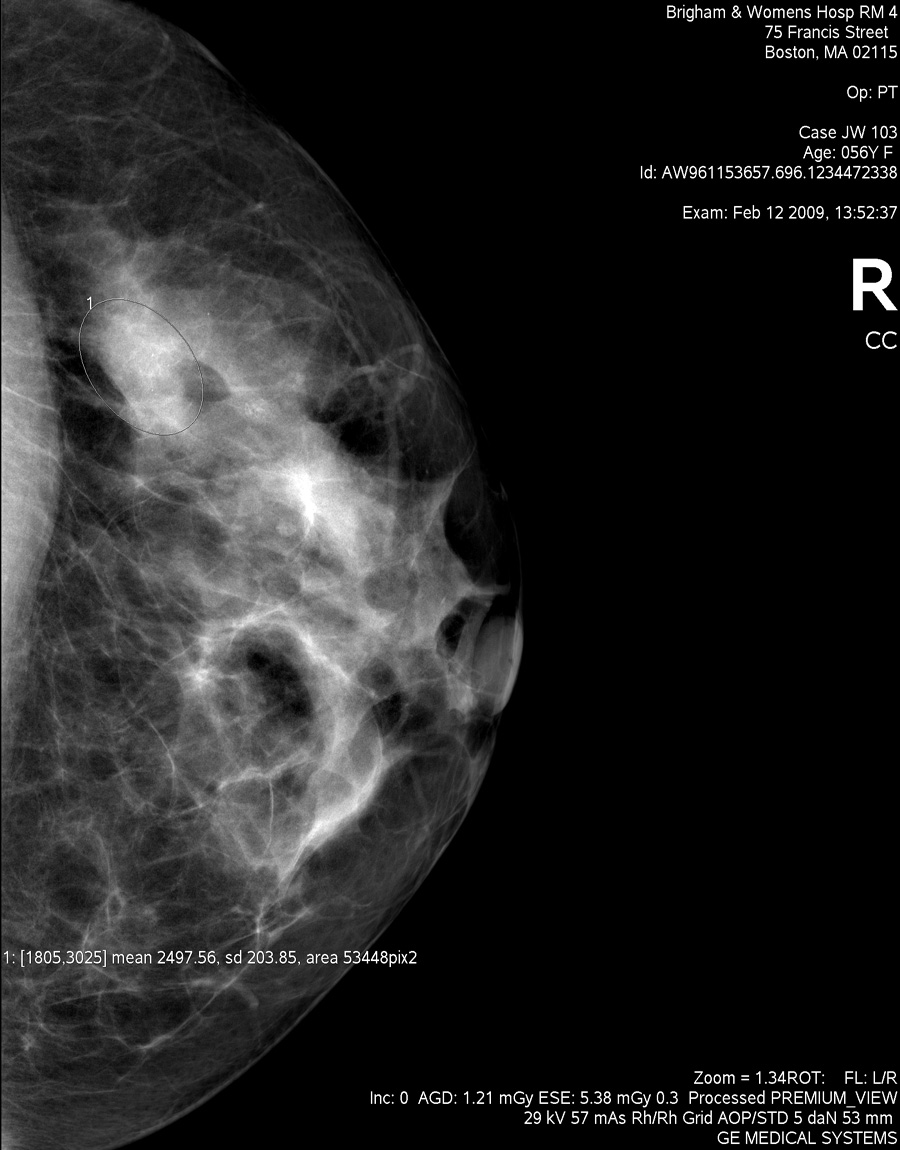 Brigham & Womens Hosp RM 4
75 Francis Street
Boston, MA 02115
Op: PT
Case JW 103
Age: 056Y F
Id: AW961153657.696.1234472338
Exam: Feb 12 2009, 13:52:37
R
CC
1
1: [1805,3025] mean 2497.56, sd 203.85, area 53448pix2
Zoom = 1.34ROT: FL: L/R
Inc: 0 AGD: 1.21 mGy ESE: 5.38 mGy 0.3 Processed PREMIUM_VIEW
29 kV 57 mAs Rh/Rh Grid AOP/STD 5 daN 53 mm
GE MEDICAL SYSTEMS